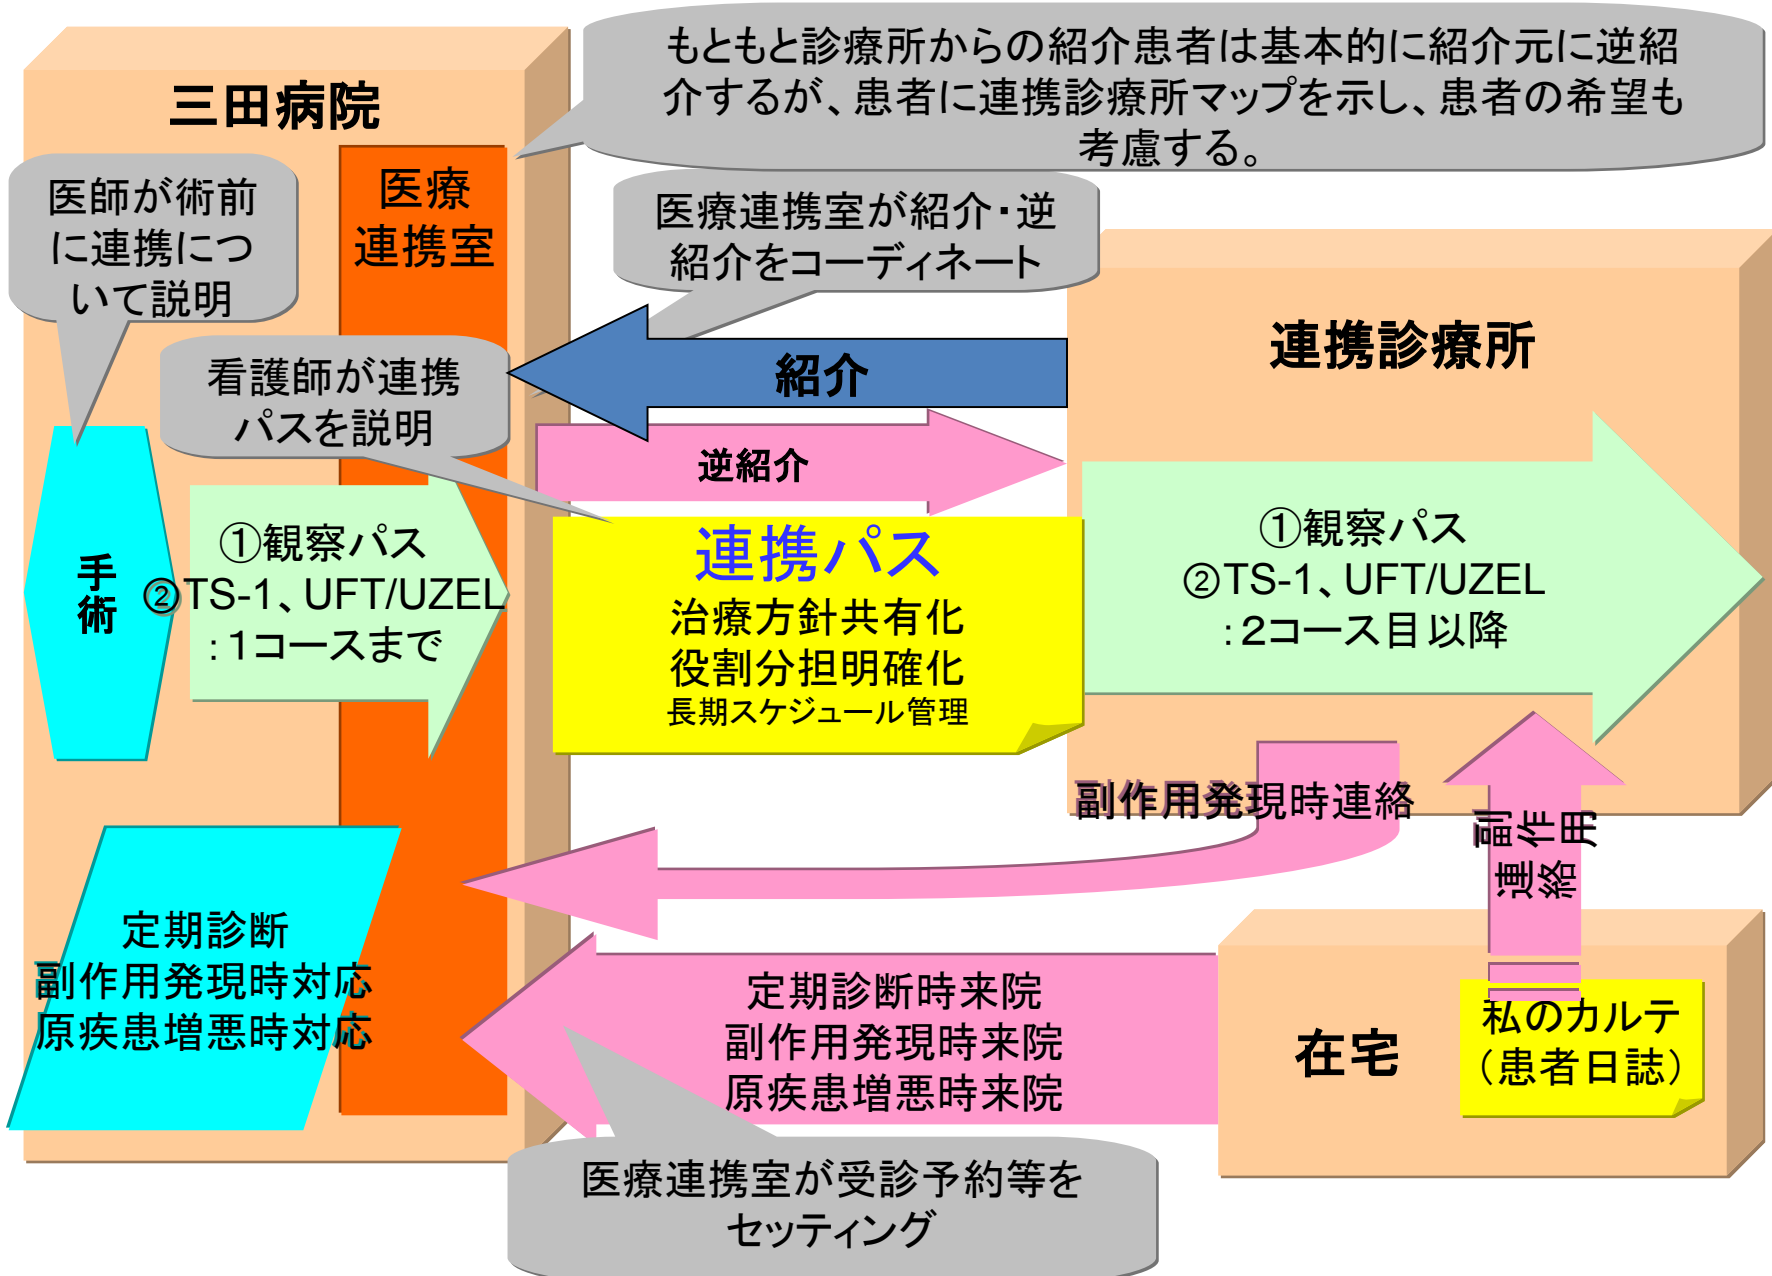 もともと診療所からの紹介患者は基本的に紹介元に逆紹
介するが、患者に連携診療所マップを示し、患者の希望も
考慮する。
三田病院
医療
連携室
医師が術前
に連携につ
いて説明
医療連携室が紹介・逆
紹介をコーディネート
連携診療所
看護師が連携
パスを説明
紹介
逆紹介
手術
①観察パス
②TS-1、UFT/UZEL
:1コースまで
連携パス
治療方針共有化
役割分担明確化
長期スケジュール管理
①観察パス
②TS-1、UFT/UZEL
:2コース目以降
副作用発現時連絡
副作用
連絡
定期診断
副作用発現時対応
原疾患増悪時対応
定期診断時来院
副作用発現時来院
原疾患増悪時来院
在宅
私のカルテ
（患者日誌）
医療連携室が受診予約等を
セッティング